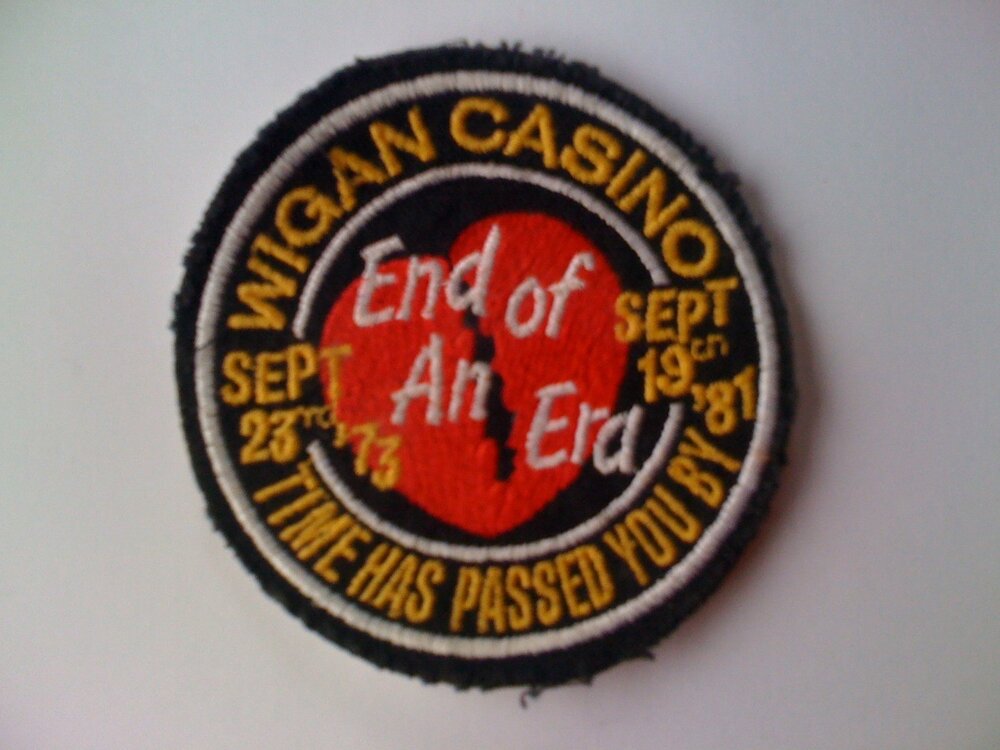 WIGAN CASINO
End of
An Era
SEPT
23rd '73
SEPT
19th '81
TIME HAS PASSED YOU BY